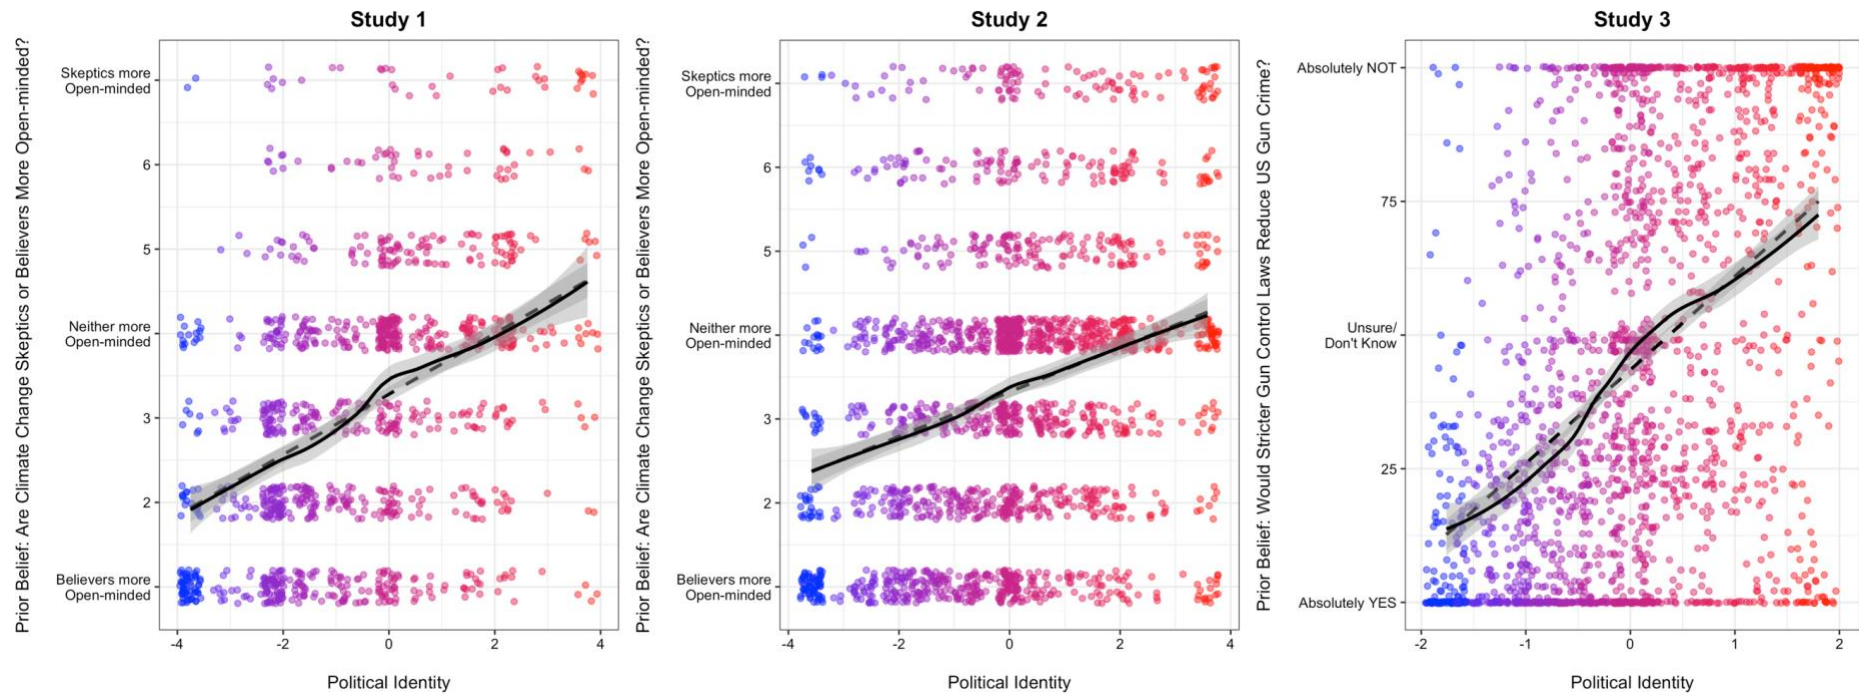 Study 1
Prior Belief: Are Climate Change Skeptics or Believers More Open-minded?
Skeptics more
Open-minded
6
5
Neither more
Open-minded
3
2
Believers more
Open-minded
-4
-2
0
2
4
Political Identity
Study 2
Prior Belief: Are Climate Change Skeptics or Believers More Open-minded?
Skeptics more
Open-minded
6
5
Neither more
Open-minded
3
2
Believers more
Open-minded
-4
-2
0
2
4
Political Identity
Study 3
Prior Belief: Would Stricter Gun Control Laws Reduce US Gun Crime?
Absolutely NOT
75
Unsure/
Don't Know
25
Absolutely YES
-2
-1
0
1
2
Political Identity